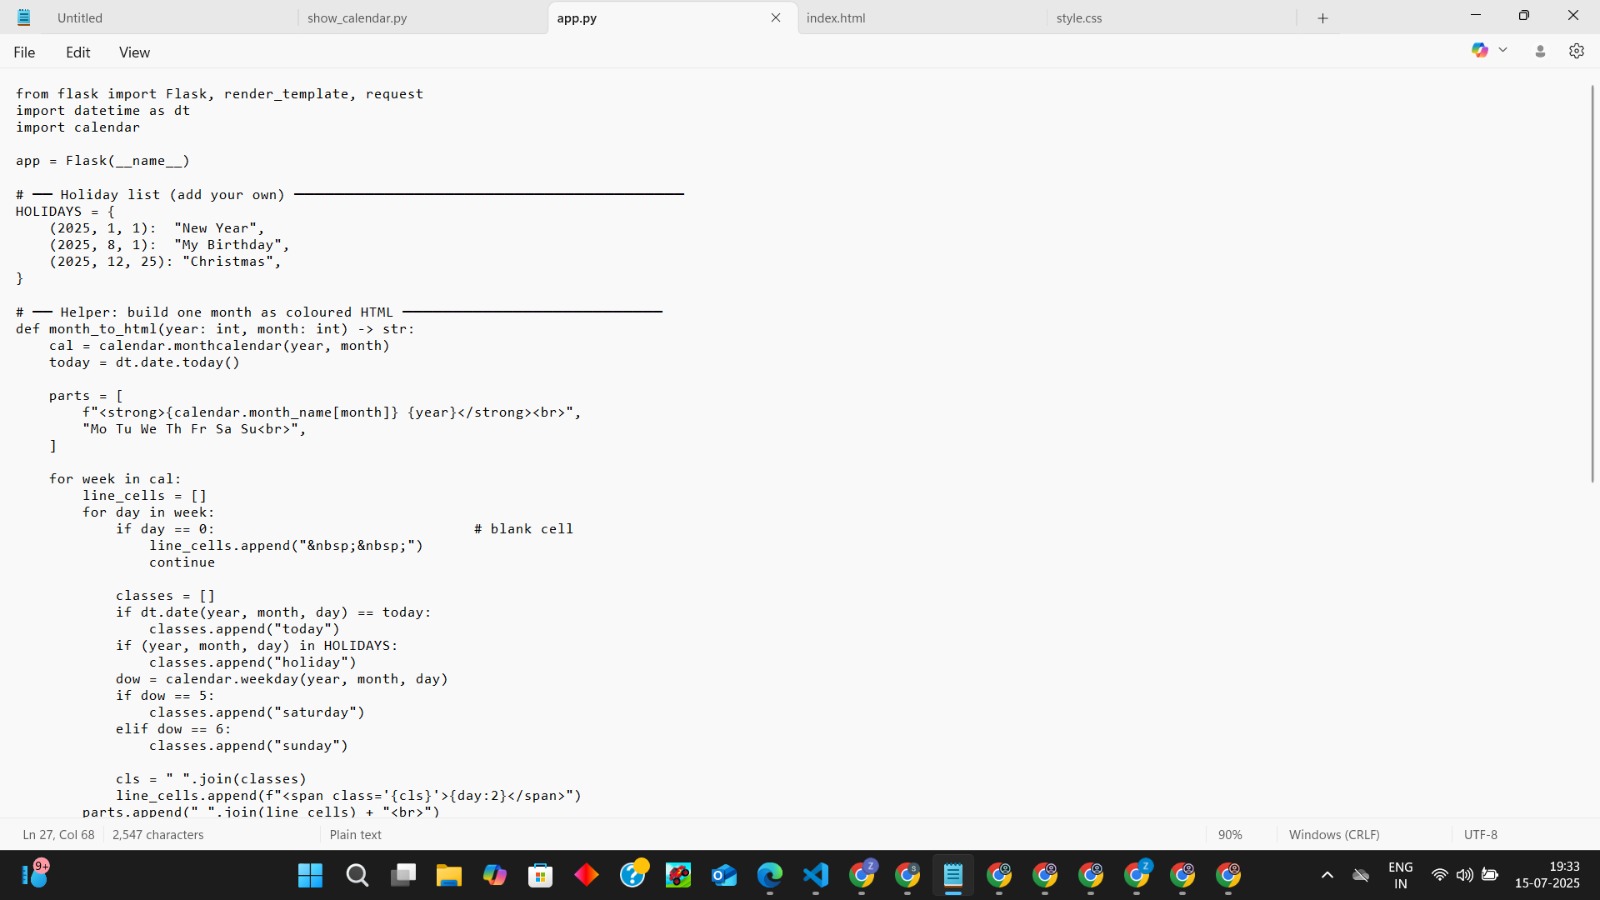 Untitled
show_calendar.py
app.py
index.html
style.css
File Edit View
from flask import Flask, render_template, request
import datetime as dt
import calendar
app = Flask(__name__)
# ── Holiday list (add your own) ───────────────────────────────────────────────
HOLIDAYS = {
    (2025, 1, 1):  "New Year",
    (2025, 8, 1):  "My Birthday",
    (2025, 12, 25): "Christmas",
}
# ── Helper: build one month as coloured HTML ───────────────────────────────
def month_to_html(year: int, month: int) -> str:
    cal = calendar.monthcalendar(year, month)
    today = dt.date.today()
    parts = [
        f"<strong>{calendar.month_name[month]} {year}</strong><br>",
        "Mo Tu We Th Fr Sa Su<br>",
    ]
    for week in cal:
        line_cells = []
        for day in week:
            if day == 0:                               # blank cell
                line_cells.append("&nbsp;&nbsp;")
                continue
            classes = []
            if dt.date(year, month, day) == today:
                classes.append("today")
            if (year, month, day) in HOLIDAYS:
                classes.append("holiday")
            dow = calendar.weekday(year, month, day)
            if dow == 5:
                classes.append("saturday")
            elif dow == 6:
                classes.append("sunday")
            cls = " ".join(classes)
            line_cells.append(f"<span class='{cls}'>{day:2}</span>")
        parts.append(" ".join(line_cells) + "<br>")
Ln 27, Col 68
2,547 characters
Plain text
90%
Windows (CRLF)
UTF-8
9+
ENG
IN
19:33
15-07-2025